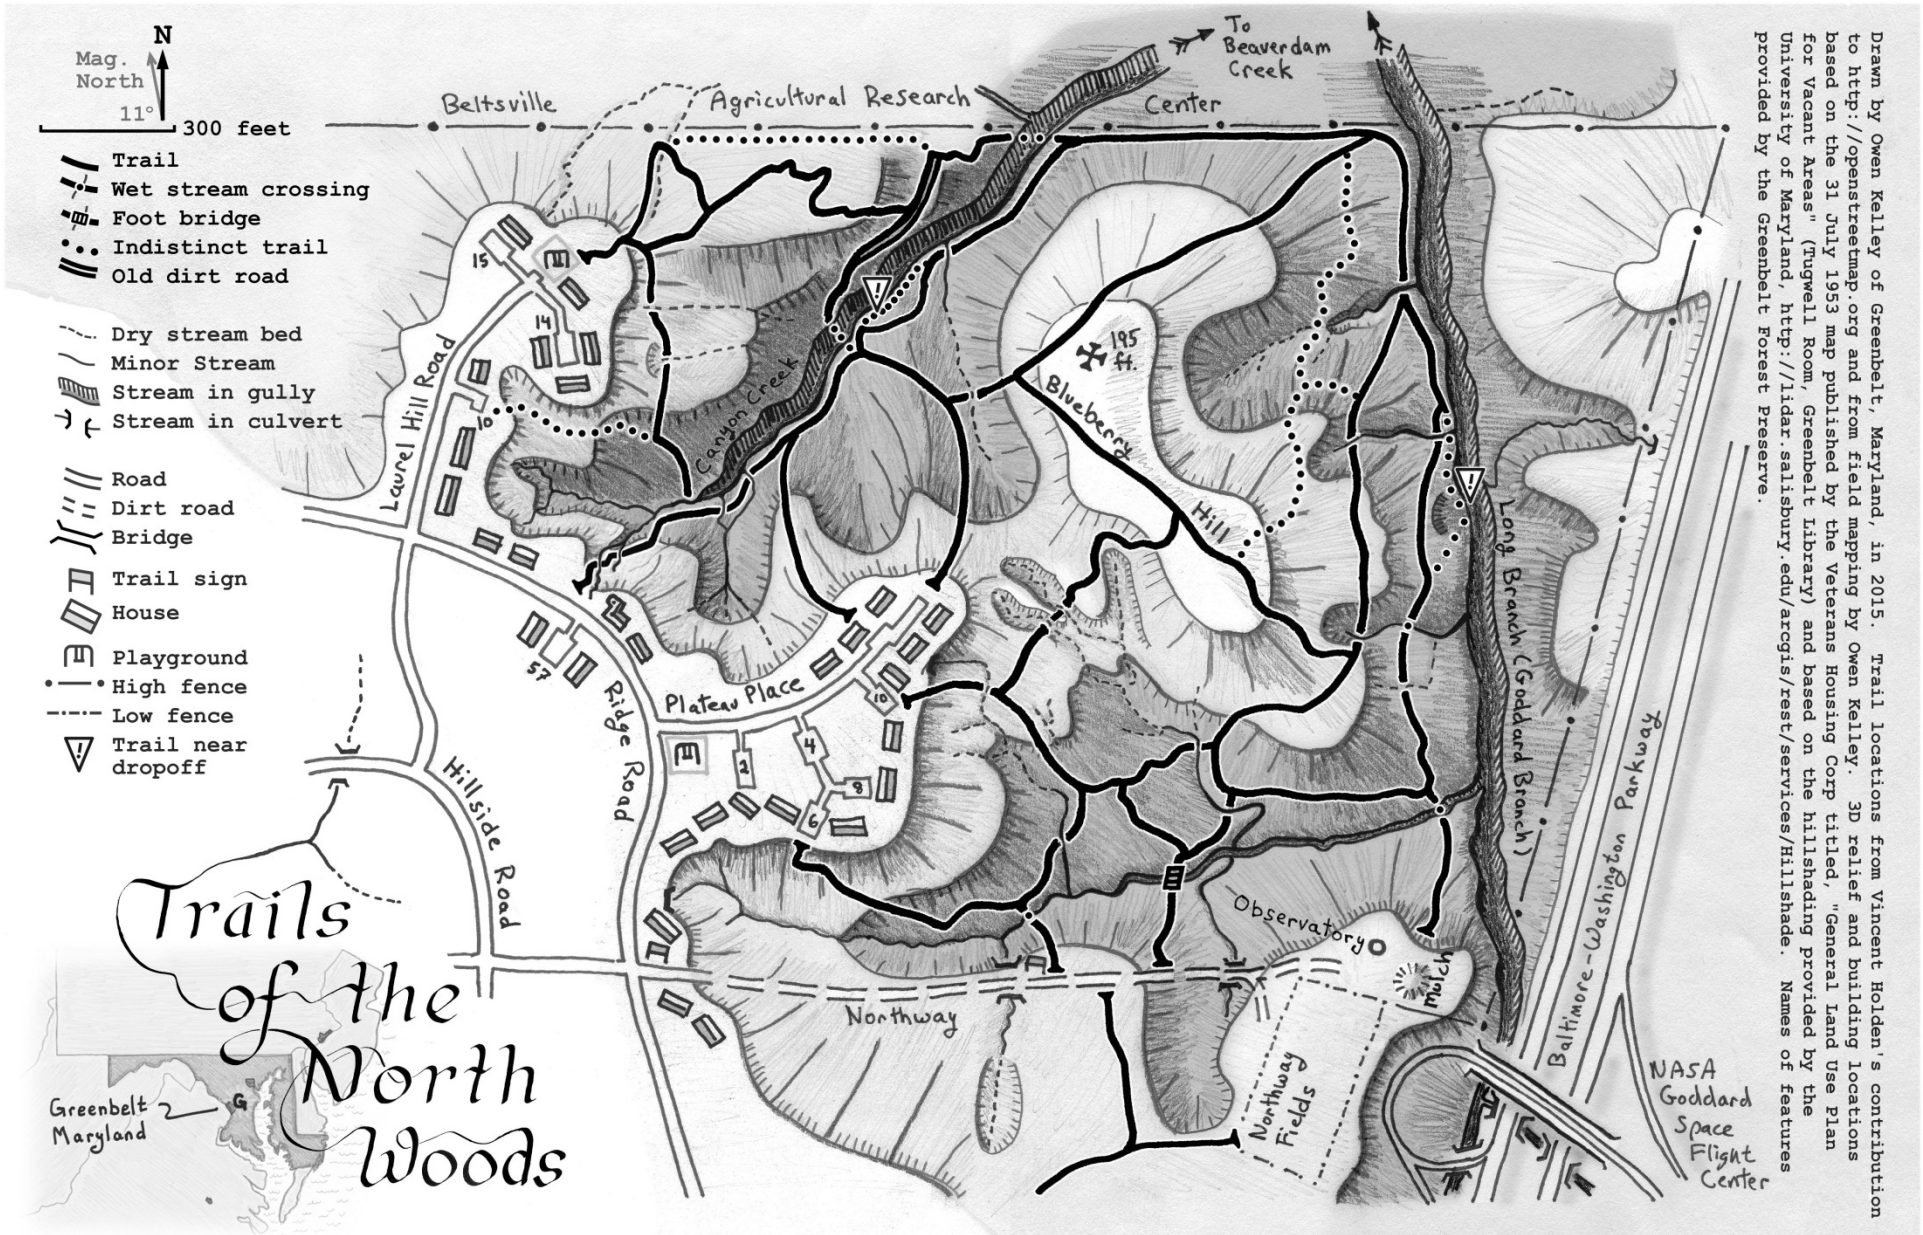 N
Mag.
North
11°
300 feet
Trail
Wet stream crossing
Foot bridge
Indistinct trail
Old dirt road
Dry stream bed
Minor Stream
Stream in gully
Stream in culvert
Road
Dirt road
Bridge
Trail sign
House
Playground
High fence
Low fence
Trail near
dropoff
Trails
of the
North
Woods
Greenbelt
Maryland
G
Beltsville
Agricultural Research
Center
To
Beaverdam
Creek
15
14
10
Laurel Hill Road
Canyon Creek
195
ft.
Blueberry
Hill
57
Ridge Road
Plateau Place
10
2
4
8
6
Hillside Road
Long Branch (Goddard Branch)
Baltimore-Washington Parkway
Observatory
Mulch
Northway
Northway
Fields
NASA
Goddard
Space
Flight
Center
Drawn by Owen Kelley of Greenbelt, Maryland, in 2015.  Trail locations from Vincent Holden's contribution
to http://openstreetmap.org and from field mapping by Owen Kelley.  3D relief and building locations
based on the 31 July 1953 map published by the Veterans Housing Corp titled, "General Land Use Plan
for Vacant Areas" (Tugwell Room, Greenbelt Library) and based on the hillshading provided by the
University of Maryland, http://lidar.salisbury.edu/arcgis/rest/services/Hillshade.  Names of features
provided by the Greenbelt Forest Preserve.